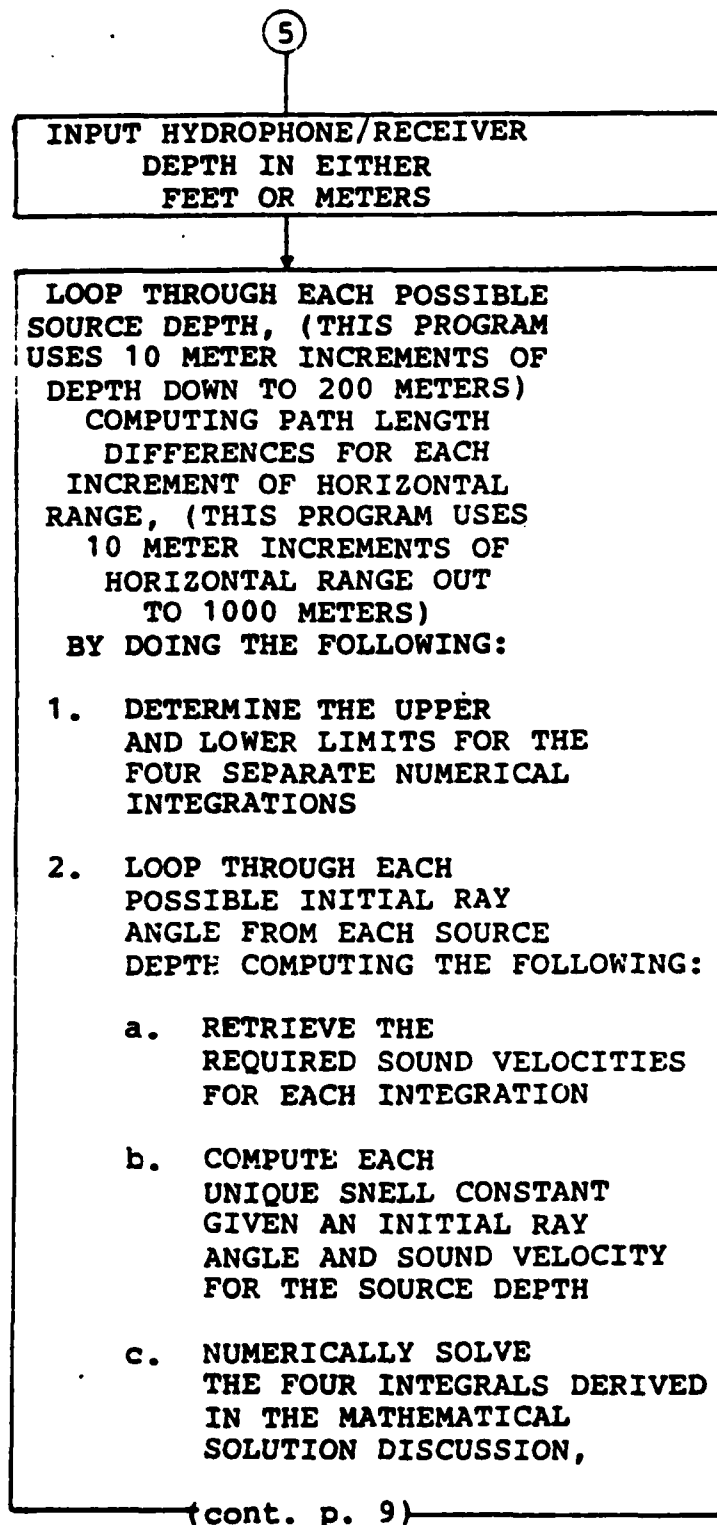 5
INPUT HYDROPHONE/RECEIVER
DEPTH IN EITHER
FEET OR METERS
LOOP THROUGH EACH POSSIBLE
SOURCE DEPTH, (THIS PROGRAM
USES 10 METER INCREMENTS OF
DEPTH DOWN TO 200 METERS)
COMPUTING PATH LENGTH
DIFFERENCES FOR EACH
INCREMENT OF HORIZONTAL
RANGE, (THIS PROGRAM USES
10 METER INCREMENTS OF
HORIZONTAL RANGE OUT
TO 1000 METERS)
BY DOING THE FOLLOWING:
1. DETERMINE THE UPPER
AND LOWER LIMITS FOR THE
FOUR SEPARATE NUMERICAL
INTEGRATIONS
2. LOOP THROUGH EACH
POSSIBLE INITIAL RAY
ANGLE FROM EACH SOURCE
DEPTH COMPUTING THE FOLLOWING:
a. RETRIEVE THE
REQUIRED SOUND VELOCITIES
FOR EACH INTEGRATION
b. COMPUTE EACH
UNIQUE SNELL CONSTANT
GIVEN AN INITIAL RAY
ANGLE AND SOUND VELOCITY
FOR THE SOURCE DEPTH
c. NUMERICALLY SOLVE
THE FOUR INTEGRALS DERIVED
IN THE MATHEMATICAL
SOLUTION DISCUSSION,
(cont. p. 9)